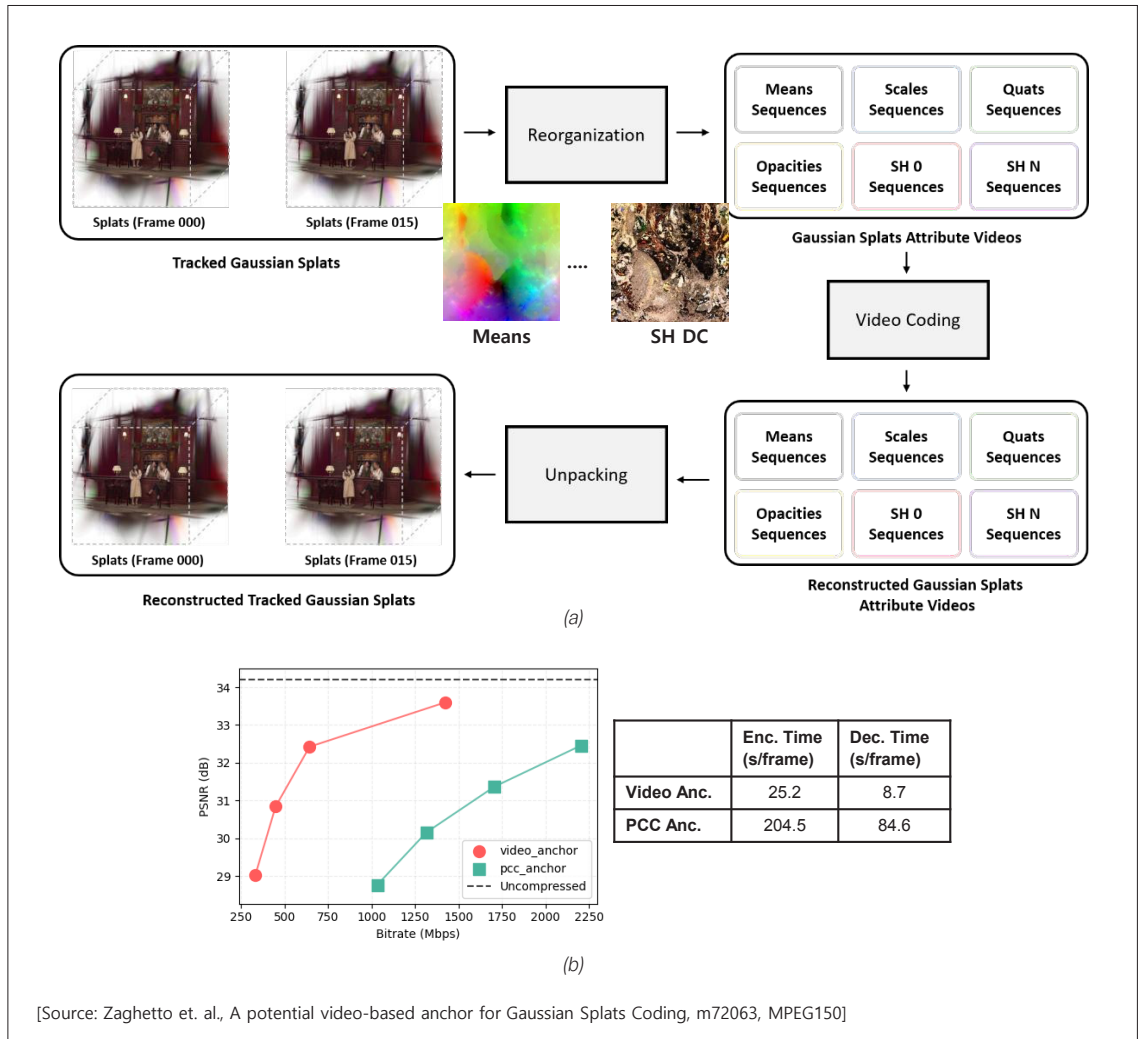 Means
Sequences
Scales
Sequences
Quats
Sequences
Reorganization
Opacities
Sequences
SH 0
Sequences
SH N
Sequences
Splats (Frame 000)
Splats (Frame 015)
Gaussian Splats Attribute Videos
Tracked Gaussian Splats
....
Means
SH DC
Video Coding
Means
Sequences
Scales
Sequences
Quats
Sequences
Unpacking
Opacities
Sequences
SH 0
Sequences
SH N
Sequences
Splats (Frame 000)
Splats (Frame 015)
Reconstructed Tracked Gaussian Splats
Reconstructed Gaussian Splats
Attribute Videos
(a)
34
33
32
31
30
29
PSNR (dB)
250 500 750 1000 1250 1500 1750 2000 2250
Bitrate (Mbps)
video_anchor
pcc_anchor
Uncompressed
Enc. Time
(s/frame)
Dec. Time
(s/frame)
Video Anc. 25.2 8.7
PCC Anc. 204.5 84.6
(b)
[Source: Zaghetto et. al., A potential video-based anchor for Gaussian Splats Coding, m72063, MPEG150]